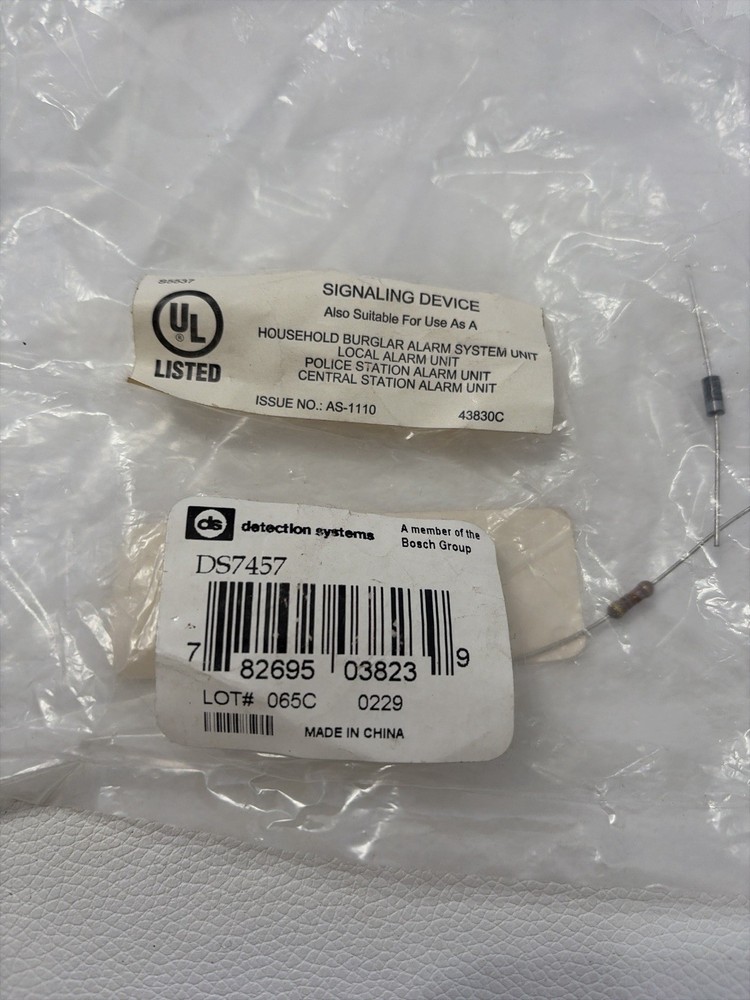 S5537
UL
®
LISTED
SIGNALING DEVICE
Also Suitable For Use As A
HOUSEHOLD BURGLAR ALARM SYSTEM UNIT
LOCAL ALARM UNIT
POLICE STATION ALARM UNIT
CENTRAL STATION ALARM UNIT
ISSUE NO.: AS-1110 43830C
ds detection systems
A member of the
Bosch Group
DS7457
7 82695 03823 9
LOT# 065C 0229
MADE IN CHINA